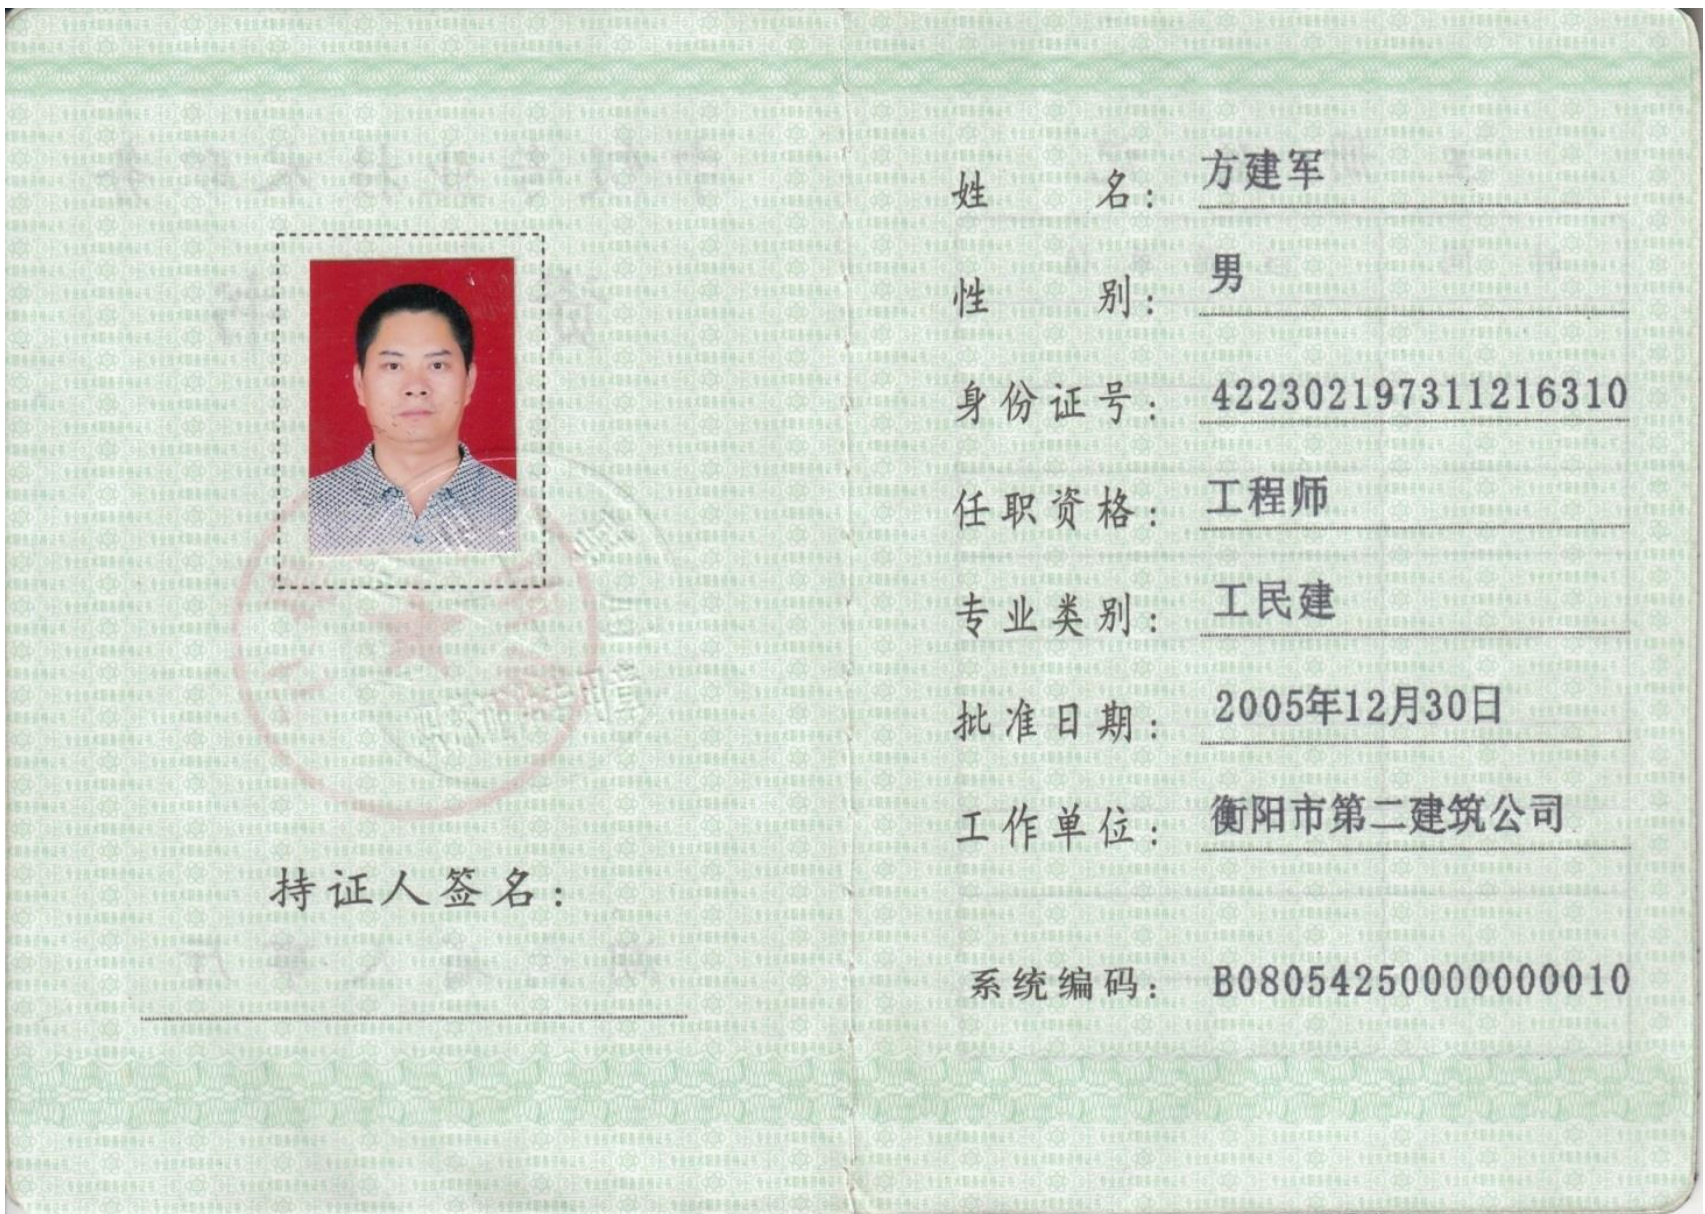 持证人签名：
姓名：方建军
性别：男
身份证号：422302197311216310
任职资格：工程师
专业类别：工民建
批准日期：2005年12月30日
工作单位：衡阳市第二建筑公司
系统编码：B08054250000000010